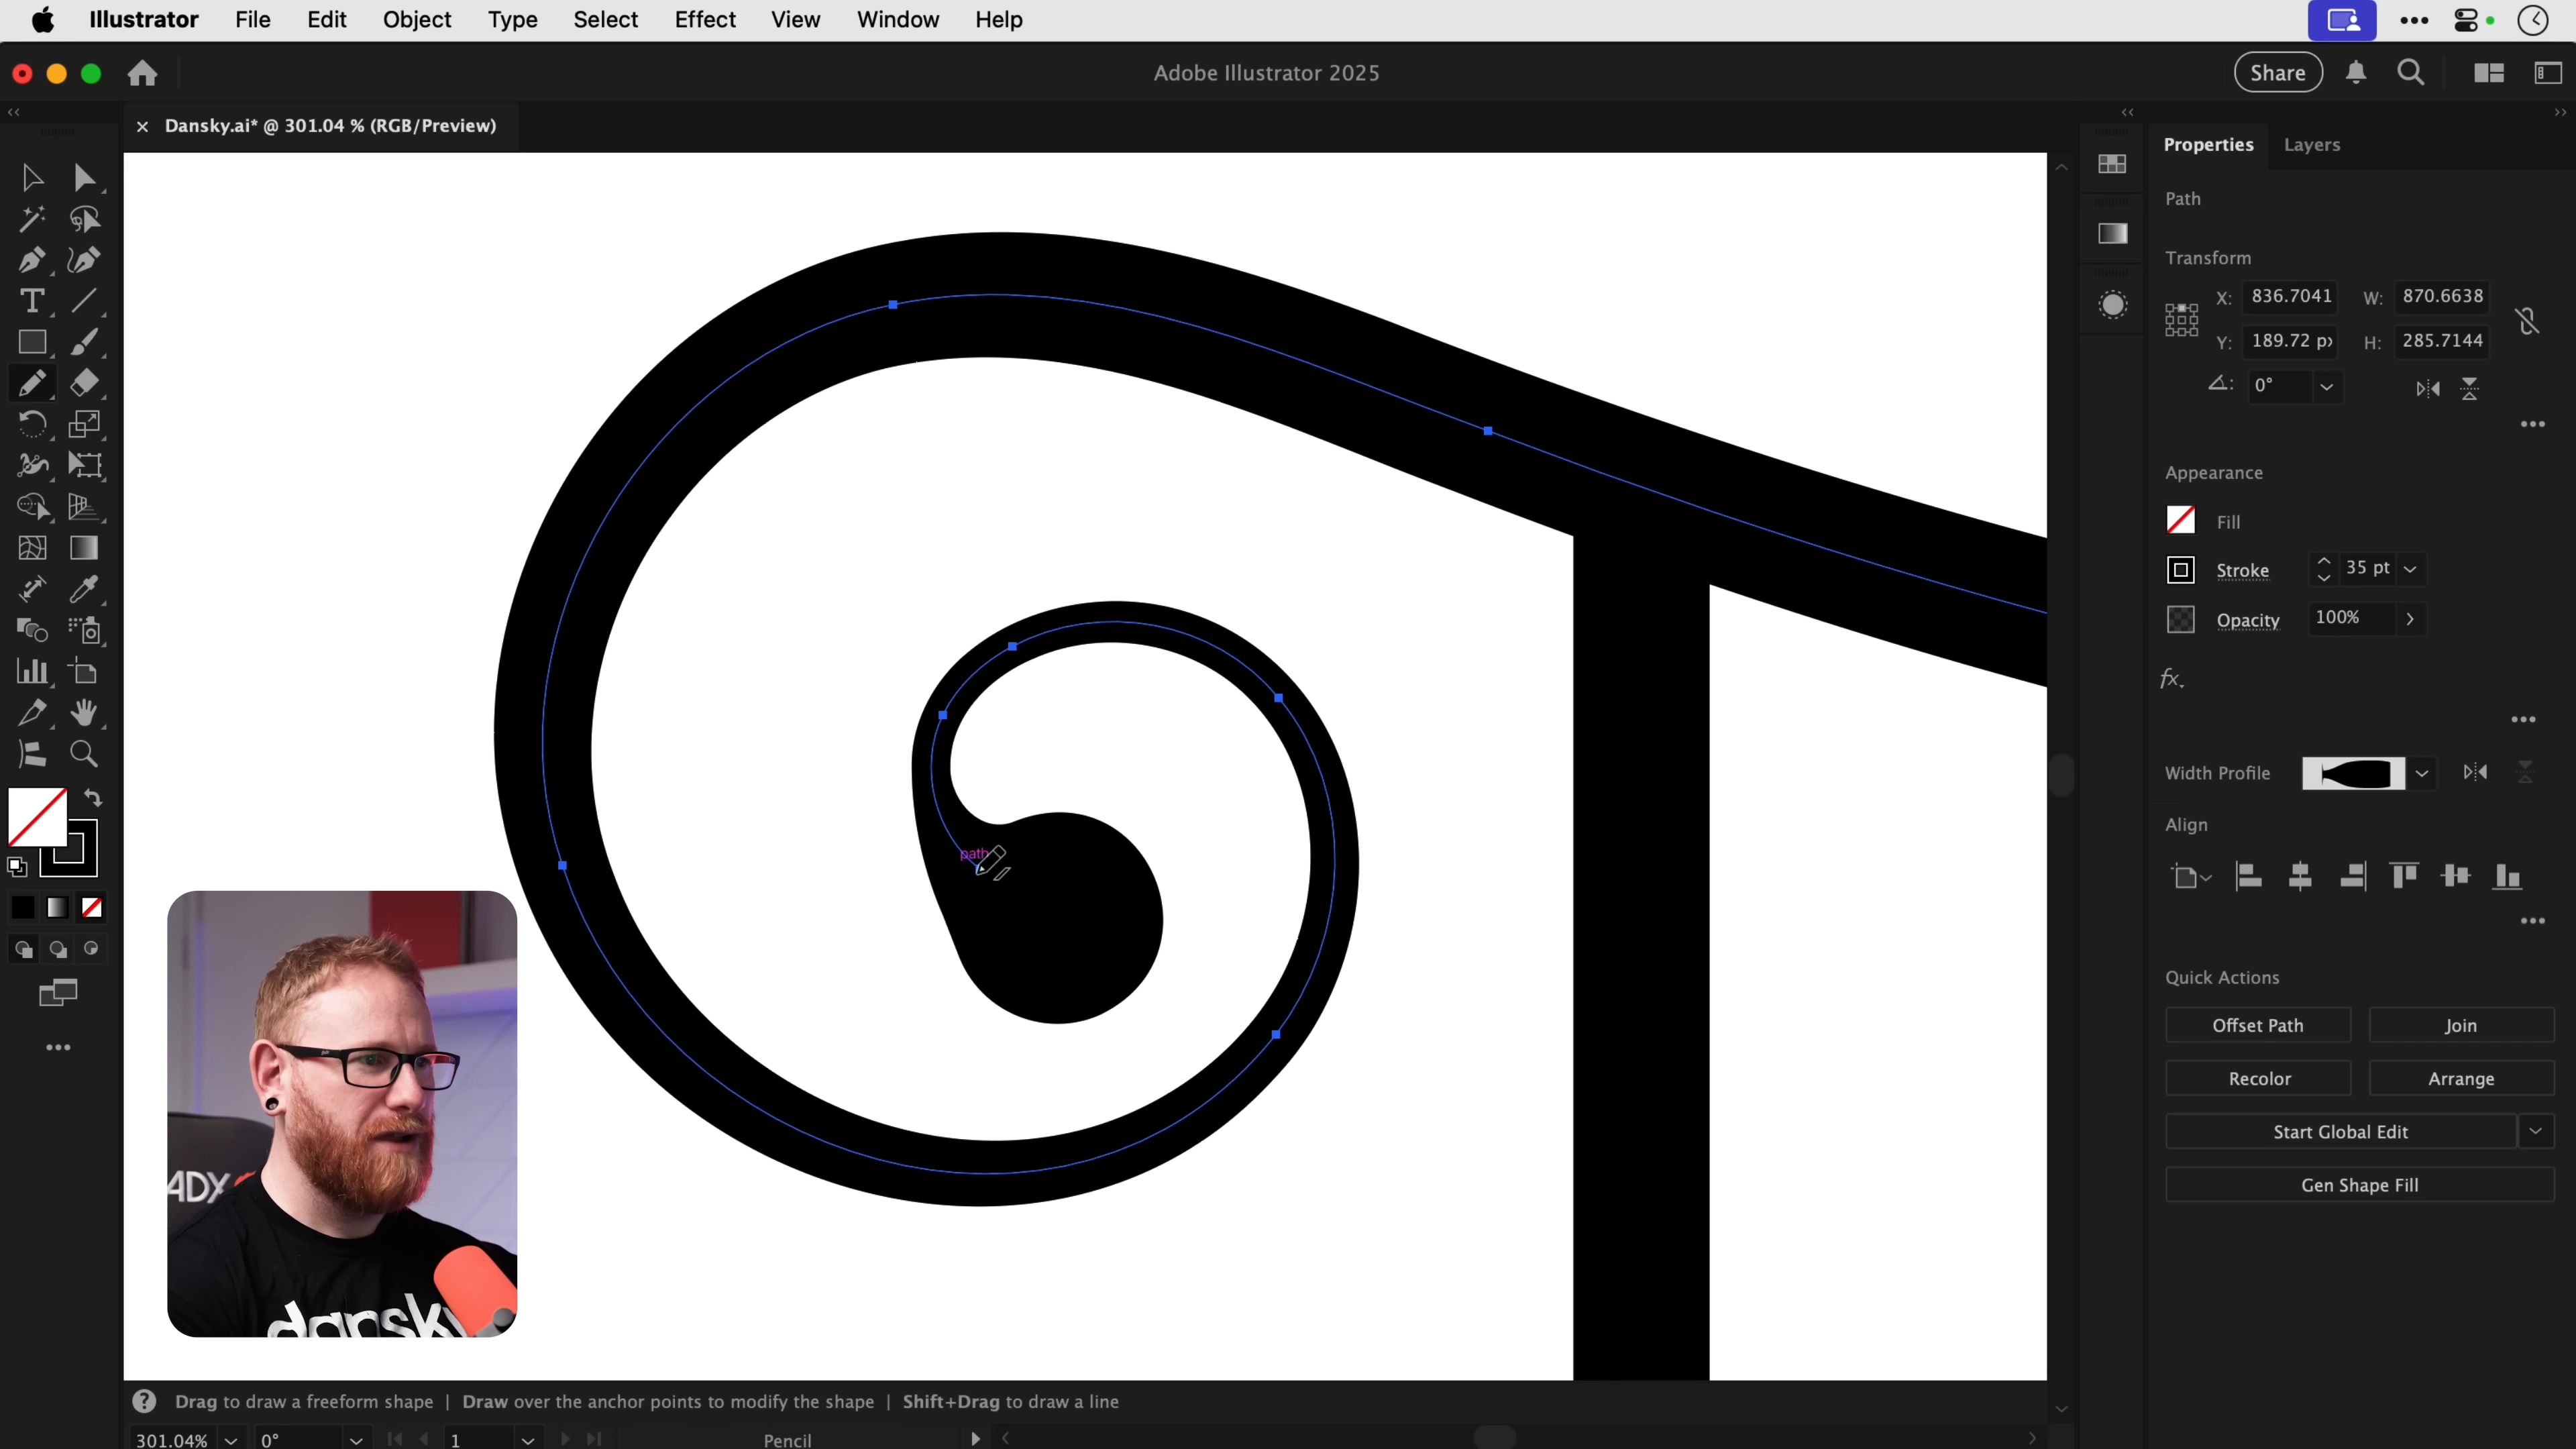 Illustrator File Edit Object Type Select Effect View Window Help
Adobe Illustrator 2025
Share
Dansky.ai* @ 301.04 % (RGB/Preview)
Properties Layers
Path
Transform
X: 836.7041 W: 870.6638
Y: 189.72 px H: 285.7144
0°
Appearance
Fill
Stroke 35 pt
Opacity 100%
fx.
Width Profile
path
Align
Quick Actions
Offset Path Join
Recolor Arrange
Start Global Edit
Gen Shape Fill
ADY
dansky
Drag to draw a freeform shape | Draw over the anchor points to modify the shape | Shift+Drag to draw a line
301.04% 0° 1 Pencil